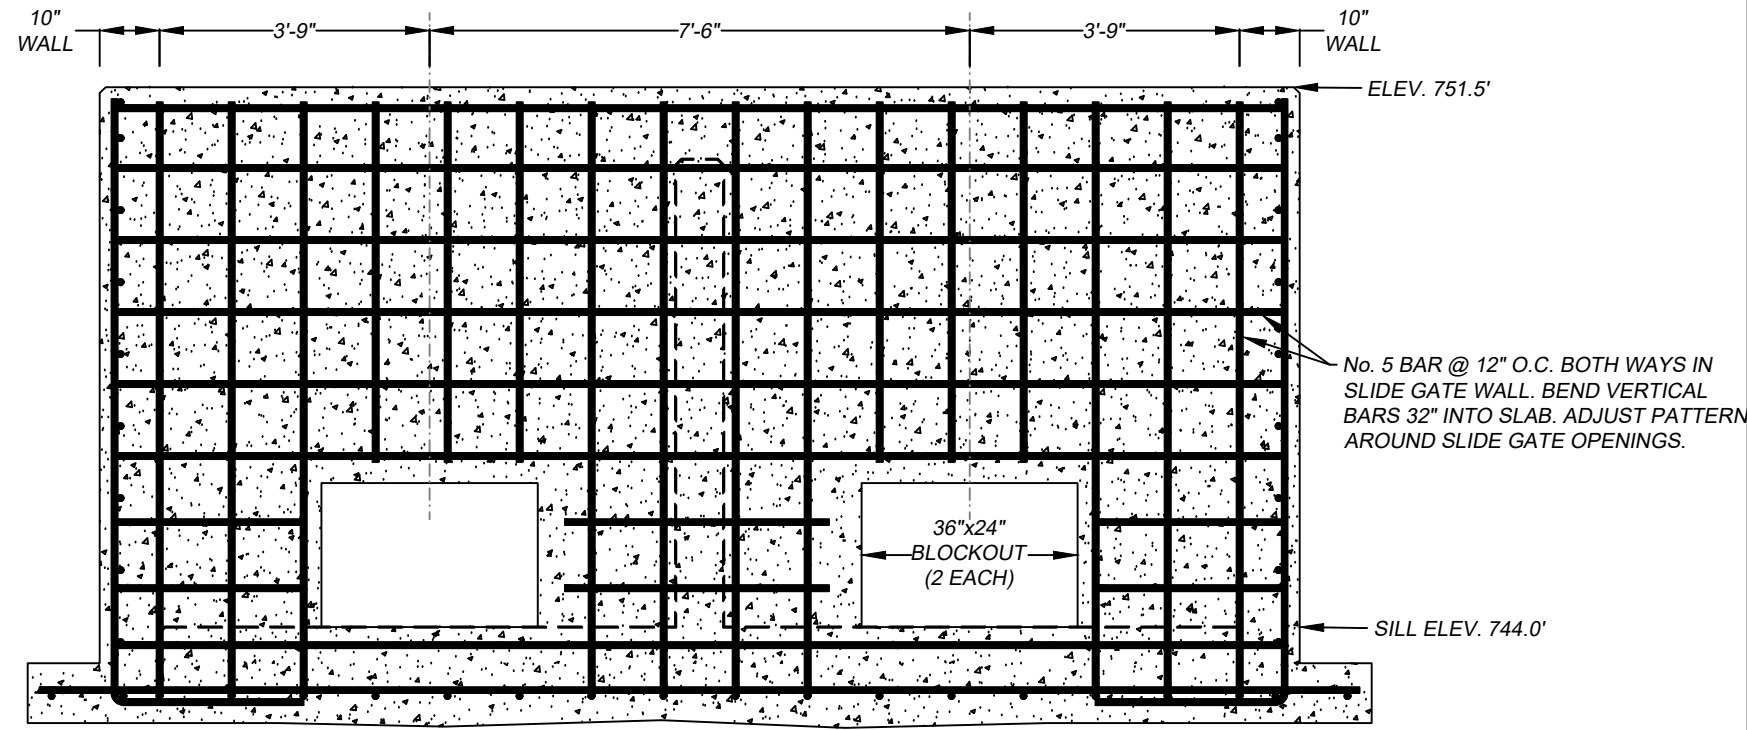 10"
WALL
3'-9"
7'-6"
3'-9"
10"
WALL
ELEV. 751.5'
No. 5 BAR @ 12" O.C. BOTH WAYS IN
SLIDE GATE WALL. BEND VERTICAL
BARS 32" INTO SLAB. ADJUST PATTERN
AROUND SLIDE GATE OPENINGS.
36"x24"
BLOCKOUT
(2 EACH)
SILL ELEV. 744.0'